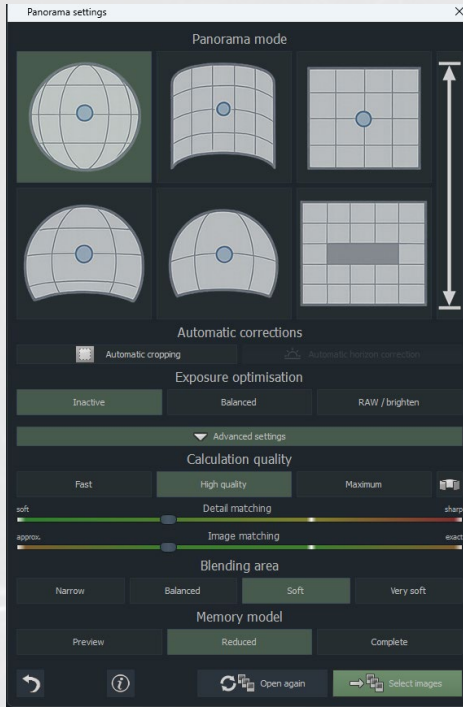 Panorama settings
Panorama mode
Automatic corrections
Automatic cropping
Automatic horizon correction
Exposure optimisation
Inactive
Balanced
RAW / brighten
Advanced settings
Calculation quality
Fast
High quality
Maximum
soft
Detail matching
sharp
approx.
Image matching
exact
Blending area
Narrow
Balanced
Soft
Very soft
Memory model
Preview
Reduced
Complete
Open again
Select images